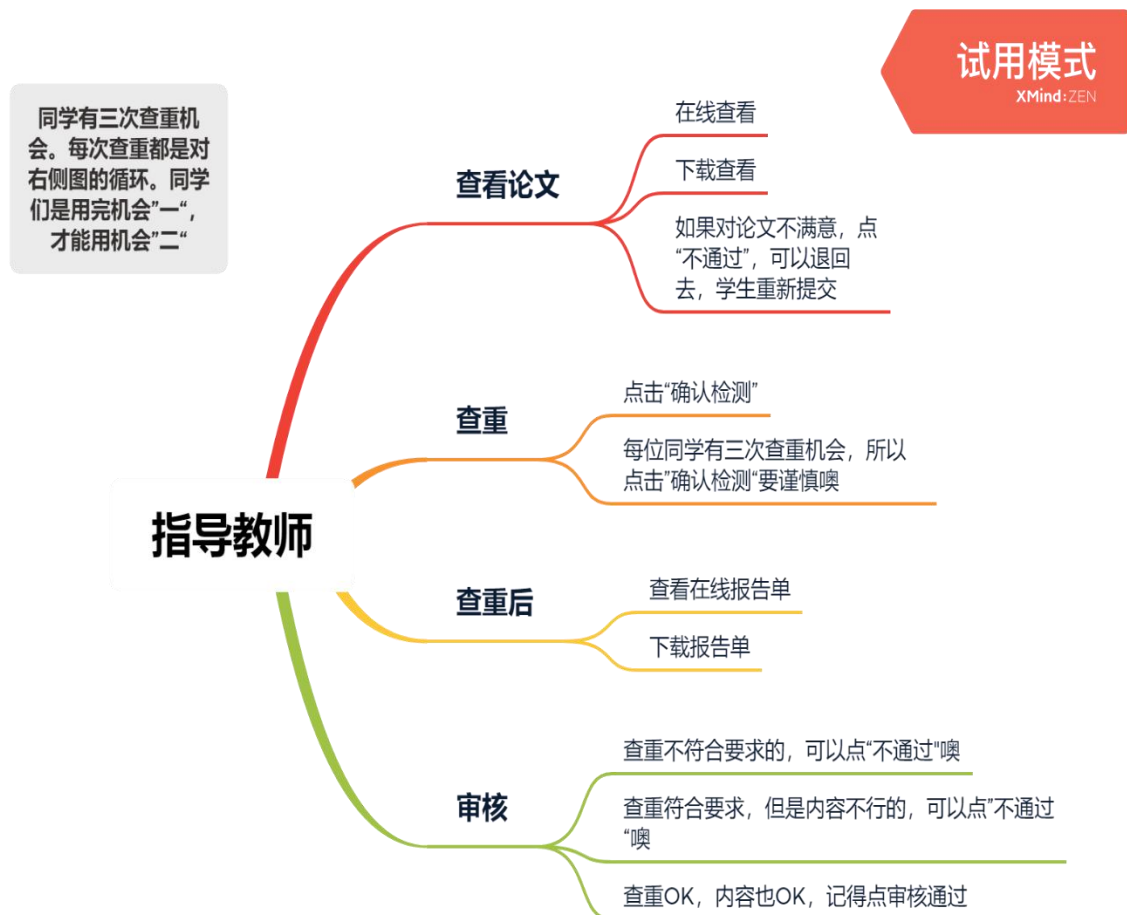 试用模式
XMind:ZEN
同学有三次查重机
会。每次查重都是对
右侧图的循环。同学
们是用完机会”一“，
才能用机会”二“
指导教师
查看论文
在线查看
下载查看
如果对论文不满意，点
“不通过”，可以退回
去，学生重新提交
查重
点击“确认检测”
每位同学有三次查重机会，所以
点击”确认检测“要谨慎噢
查重后
查看在线报告单
下载报告单
审核
查重不符合要求的，可以点“不通过"噢
查重符合要求，但是内容不行的，可以点”不通过
“噢
查重OK，内容也OK，记得点审核通过